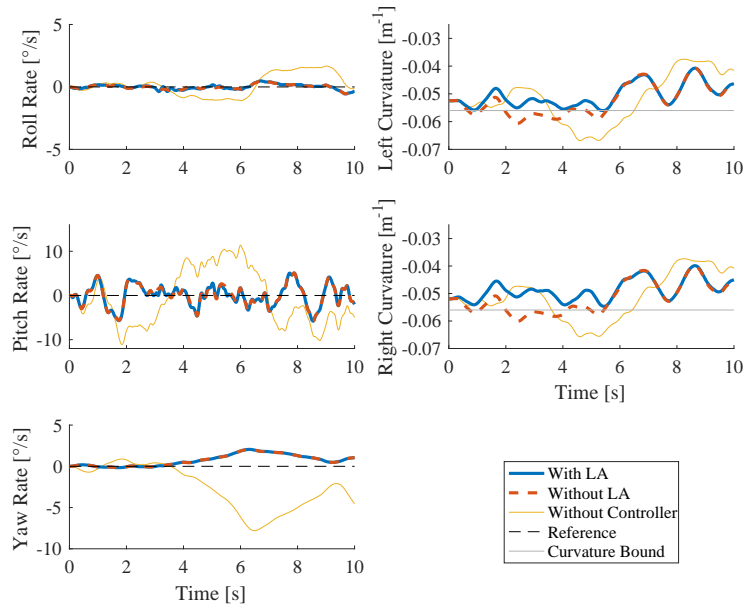 Roll Rate [°/s]
5
0
-5
0 2 4 6 8 10
Left Curvature [m⁻¹]
-0.03
-0.04
-0.05
-0.06
-0.07
0 2 4 6 8 10
Pitch Rate [°/s]
10
0
-10
0 2 4 6 8 10
Right Curvature [m⁻¹]
-0.03
-0.04
-0.05
-0.06
-0.07
0 2 4 6 8 10
Time [s]
Yaw Rate [°/s]
5
0
-5
-10
0 2 4 6 8 10
Time [s]
With LA
Without LA
Without Controller
Reference
Curvature Bound